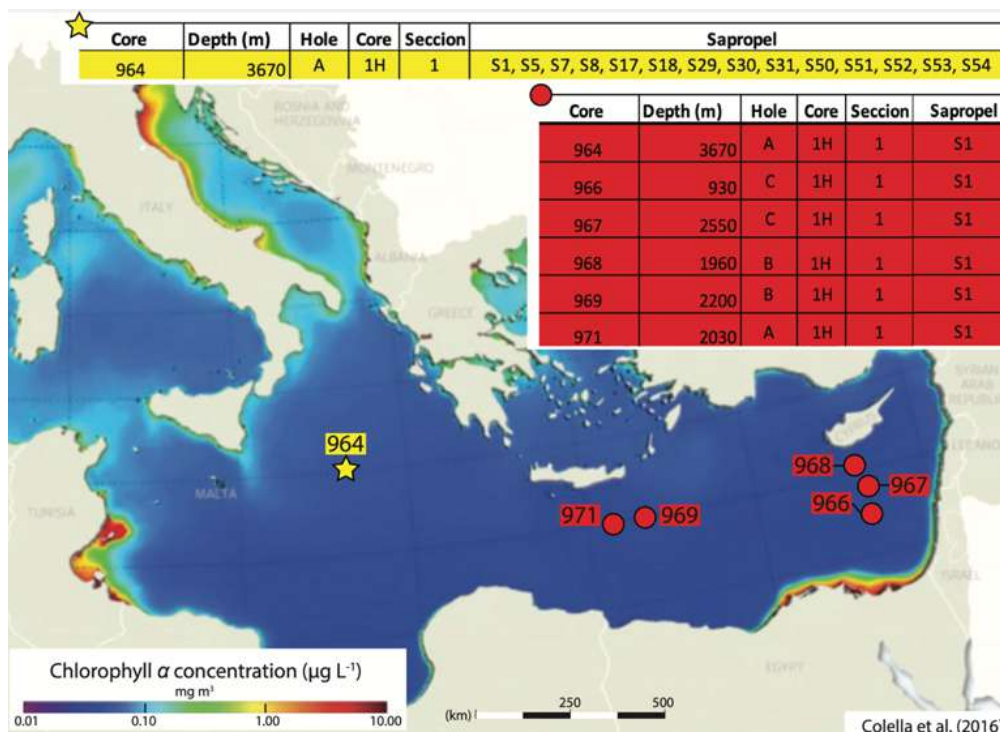 Core Depth (m) Hole Core Seccion Sapropel
964 3670 A 1H 1 S1, S5, S7, S8, S17, S18, S29, S30, S31, S50, S51, S52, S53, S54
Core Depth (m) Hole Core Seccion Sapropel
964 3670 A 1H 1 S1
966 930 C 1H 1 S1
967 2550 C 1H 1 S1
968 1960 B 1H 1 S1
969 2200 B 1H 1 S1
971 2030 A 1H 1 S1
BOSNIA AND
HERZEGOVINA
MONTENEGRO
ITALY
ALBANIA
GREECE
SYRIAN
ARAB
REPUBLIC
CYPRUS
964
968
967
966
971
969
MALTA
TUNISIA
ISRAEL
EGYPT
Chlorophyll α concentration (µg L⁻¹)
mg m³
0.01 0.10 1.00 10.00
(km) 250 500
Colella et al. (2016)